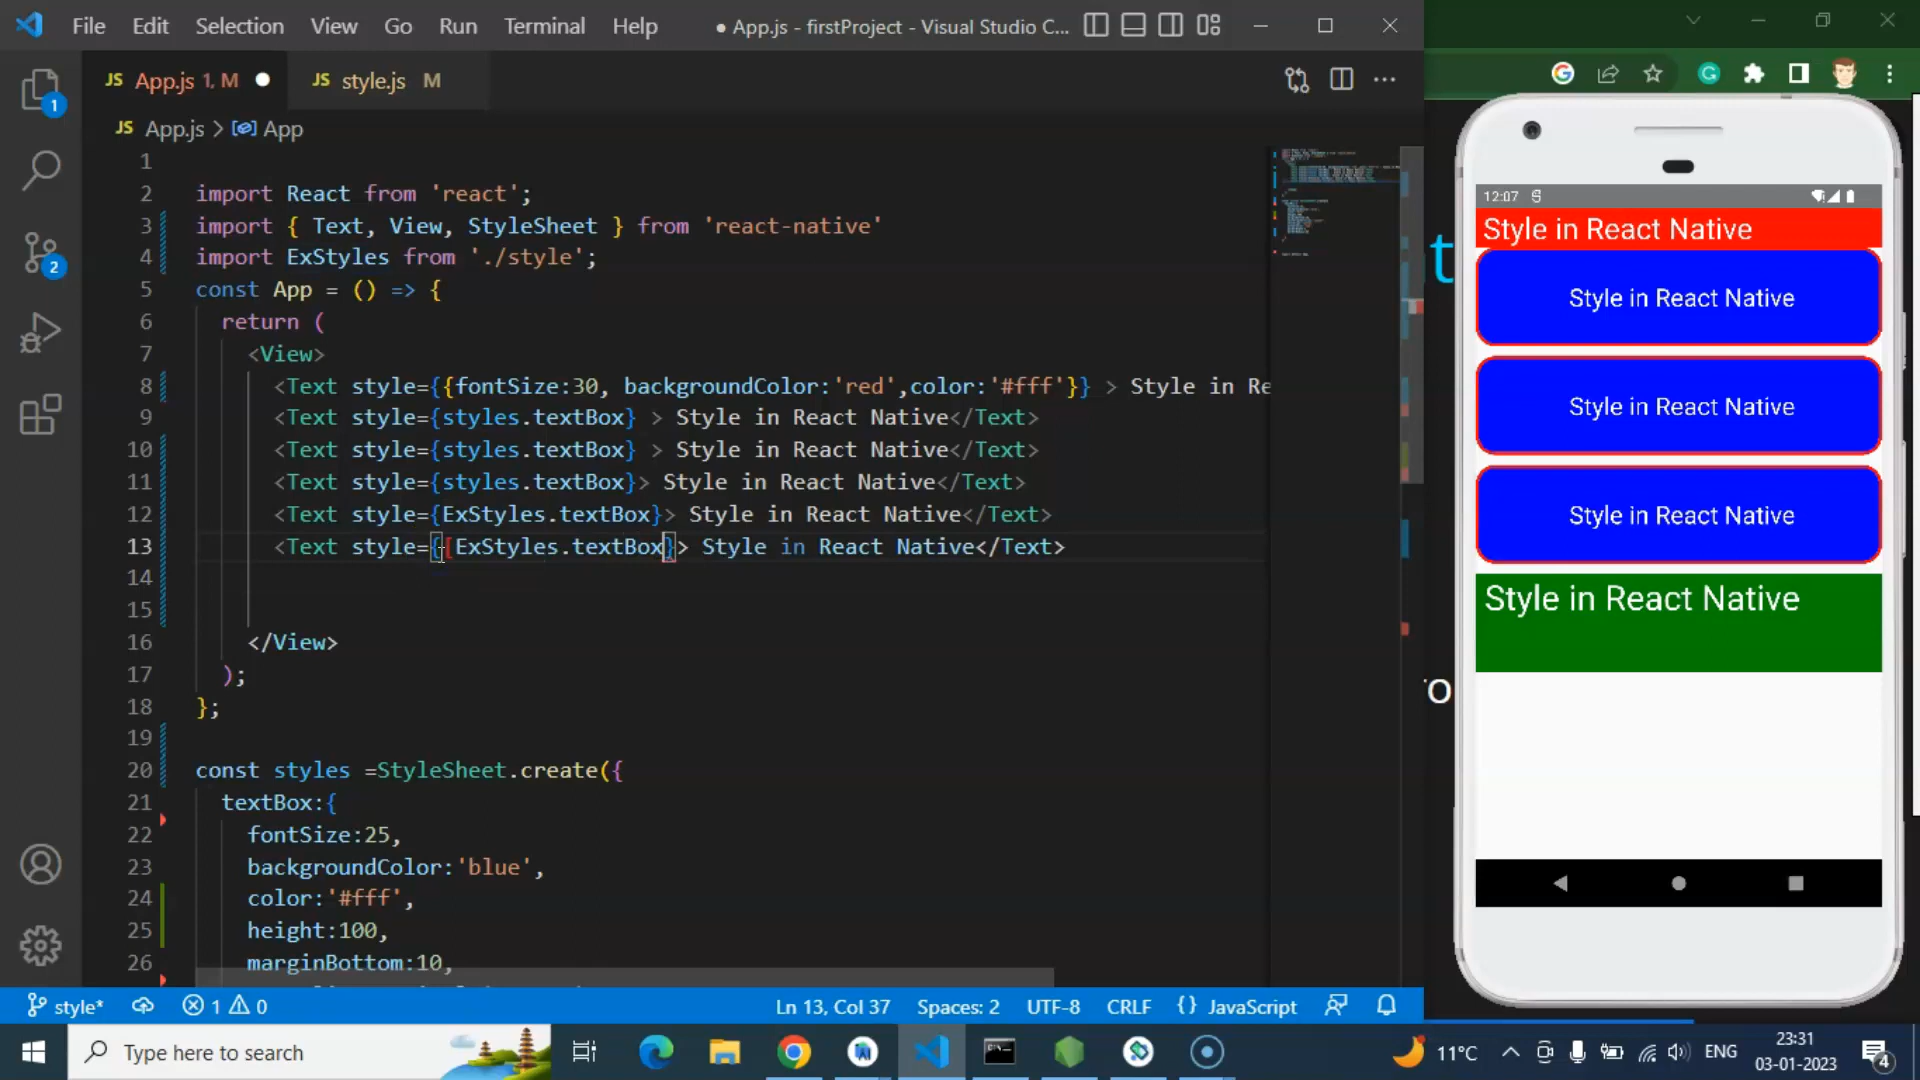 File Edit Selection View Go Run Terminal Help ● App.js - firstProject - Visual Studio C...
JS App.js 1, M
JS style.js M
JS App.js > App
1
2 import React from 'react';
3 import { Text, View, StyleSheet } from 'react-native'
4 import ExStyles from './style';
5 const App = () => {
6 return (
7 <View>
8 <Text style={{fontSize:30, backgroundColor:'red',color:'#fff'}} > Style in Re
9 <Text style={styles.textBox} > Style in React Native</Text>
10 <Text style={styles.textBox} > Style in React Native</Text>
11 <Text style={styles.textBox}> Style in React Native</Text>
12 <Text style={ExStyles.textBox}> Style in React Native</Text>
13 <Text style={[ExStyles.textBox}> Style in React Native</Text>
14
15
16 </View>
17 );
18 };
19
20 const styles =StyleSheet.create({
21 textBox:{
22 fontSize:25,
23 backgroundColor:'blue',
24 color:'#fff',
25 height:100,
26 marginBottom:10,
1
2
style* 1 0 Ln 13, Col 37 Spaces: 2 UTF-8 CRLF {} JavaScript
12:07
Style in React Native
Style in React Native
Style in React Native
Style in React Native
Style in React Native
t
ro
Type here to search
11°C ENG
23:31
03-01-2023
4